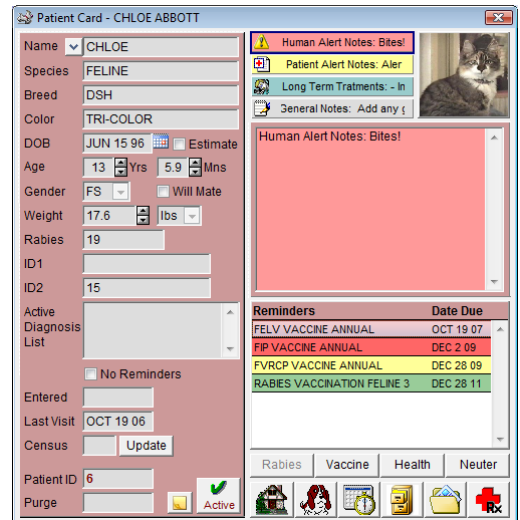 Patient Card - CHLOE ABBOTT
Name CHLOE
Species FELINE
Breed DSH
Color TRI-COLOR
DOB JUN 15 96 Estimate
Age 13 Yrs 5.9 Mns
Gender FS Will Mate
Weight 17.6 lbs
Rabies 19
ID1
ID2 15
Active
Diagnosis
List
No Reminders
Entered
Last Visit OCT 19 06
Census Update
Patient ID 6
Purge Active
Human Alert Notes: Bites!
Patient Alert Notes: Aler
Long Term Tratments: - In
General Notes: Add any g
Human Alert Notes: Bites!
Reminders Date Due
FELV VACCINE ANNUAL OCT 19 07
FIP VACCINE ANNUAL DEC 2 09
FVRCP VACCINE ANNUAL DEC 28 09
RABIES VACCINATION FELINE 3 DEC 28 11
Rabies Vaccine Health Neuter
Rx